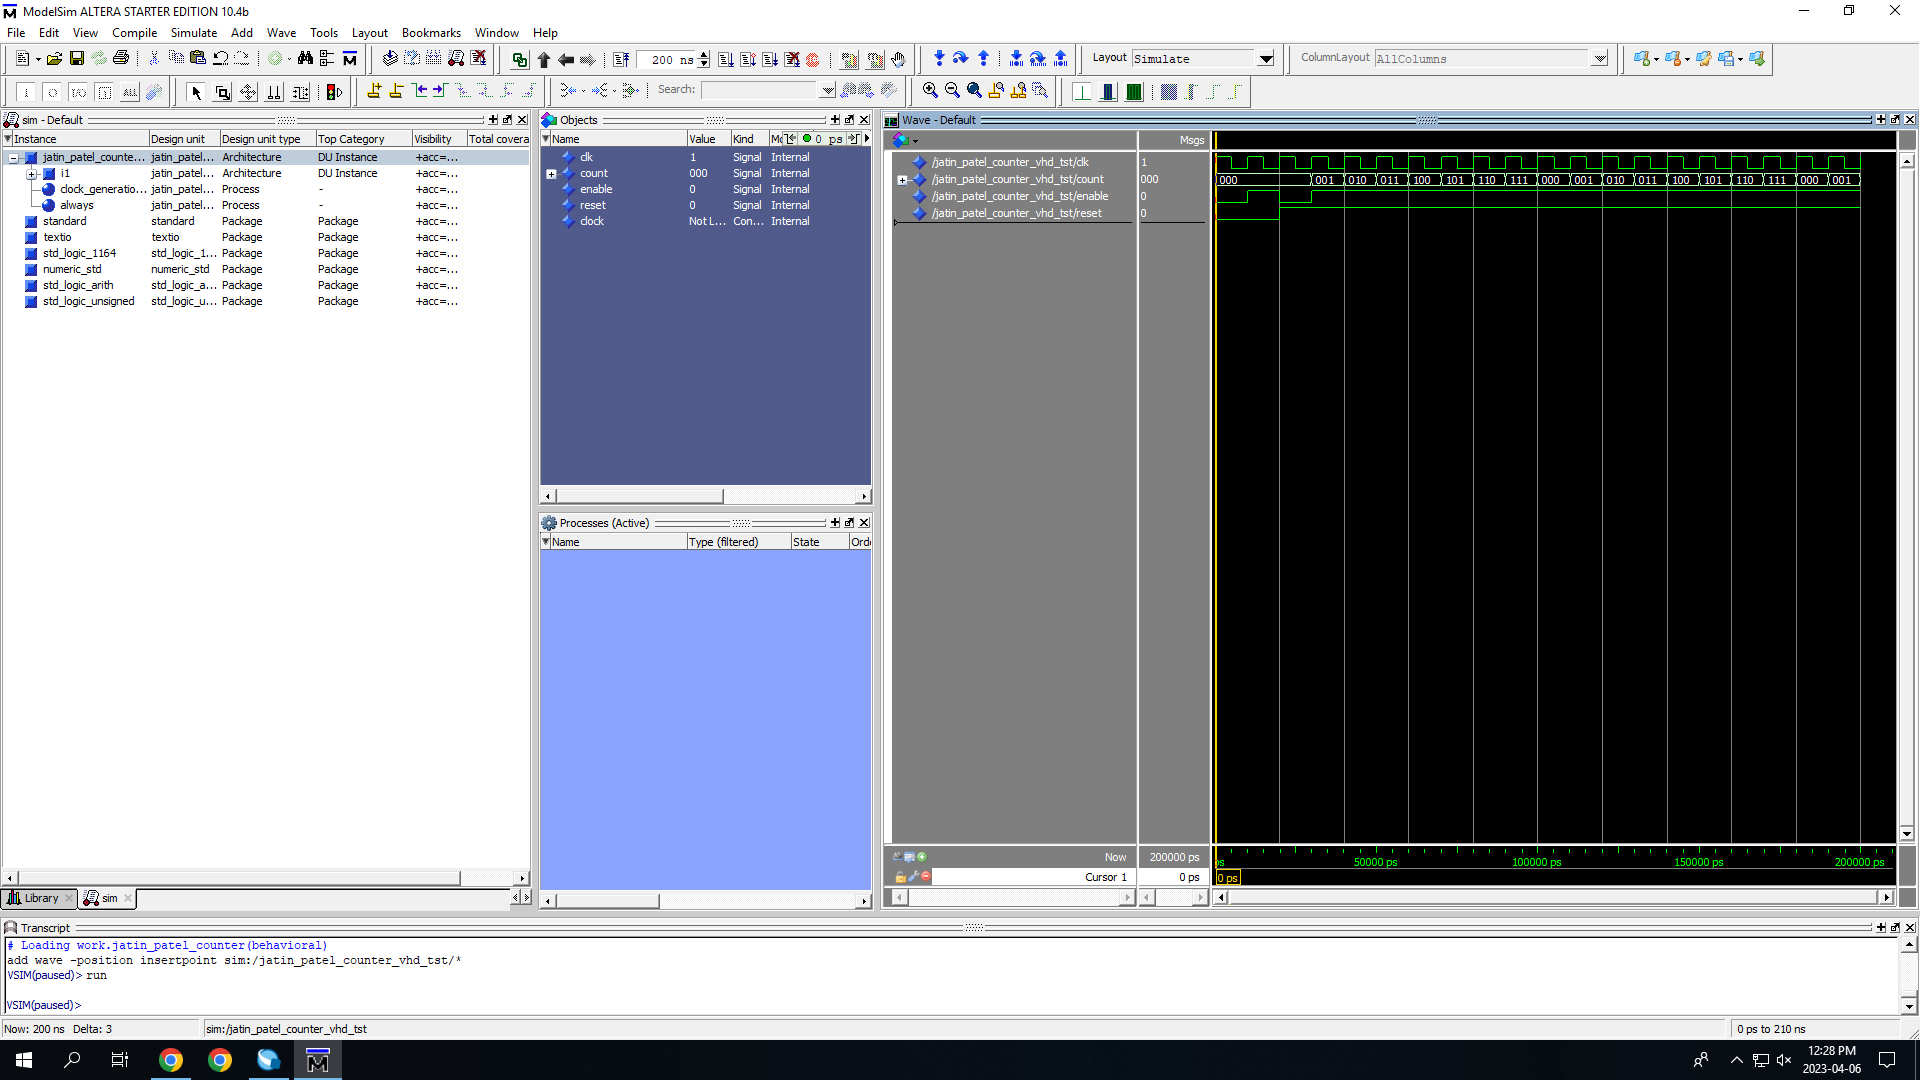 ModelSim ALTERA STARTER EDITION 10.4b
File Edit View Compile Simulate Add Wave Tools Layout Bookmarks Window Help
200 ns
Layout Simulate
ColumnLayout AllColumns
Search:
sim - Default
Instance Design unit Design unit type Top Category Visibility Total covera
jatin_patel_counte... jatin_patel... Architecture DU Instance +acc=...
i1 jatin_patel... Architecture DU Instance +acc=...
clock_generatio... jatin_patel... Process - +acc=...
always jatin_patel... Process - +acc=...
standard standard Package Package +acc=...
textio textio Package Package +acc=...
std_logic_1164 std_logic_1... Package Package +acc=...
numeric_std numeric_std Package Package +acc=...
std_logic_arith std_logic_a... Package Package +acc=...
std_logic_unsigned std_logic_u... Package Package +acc=...
Library sim
Objects
Name Value Kind Mo 0 ps
clk 1 Signal Internal
count 000 Signal Internal
enable 0 Signal Internal
reset 0 Signal Internal
clock Not L... Con... Internal
Processes (Active)
Name Type (filtered) State Orde
Wave - Default
Msgs
/jatin_patel_counter_vhd_tst/clk 1
/jatin_patel_counter_vhd_tst/count 000 000 001 010 011 100 101 110 111 000 001 010 011 100 101 110 111 000 001
/jatin_patel_counter_vhd_tst/enable 0
/jatin_patel_counter_vhd_tst/reset 0
Now 200000 ps ps 50000 ps 100000 ps 150000 ps 200000 ps
Cursor 1 0 ps 0 ps
Transcript
# Loading work.jatin_patel_counter(behavioral)
add wave -position insertpoint sim:/jatin_patel_counter_vhd_tst/*
VSIM(paused)> run
VSIM(paused)>
Now: 200 ns Delta: 3 sim:/jatin_patel_counter_vhd_tst 0 ps to 210 ns
12:28 PM
2023-04-06